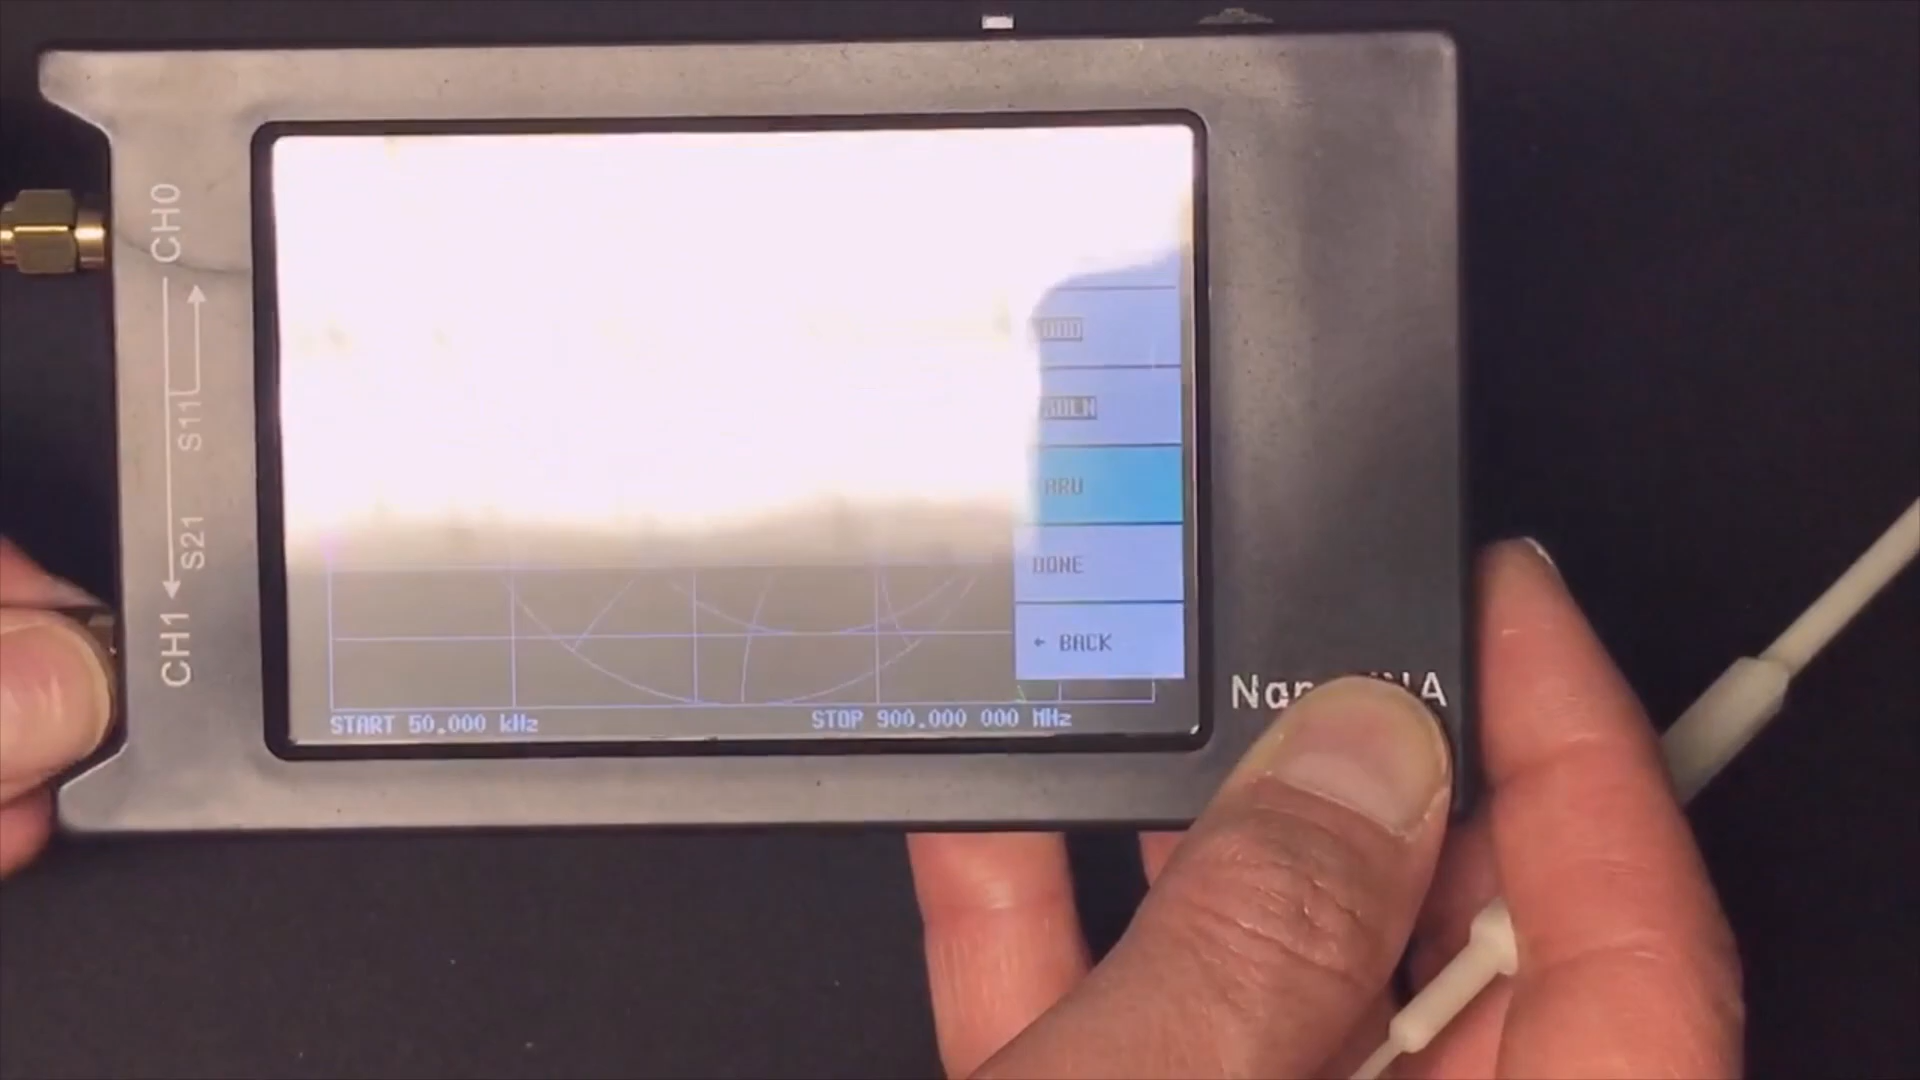 CH0
S11
S21
CH1
DONE
← BACK
START 50.000 kHz
STOP 900.000 000 MHz